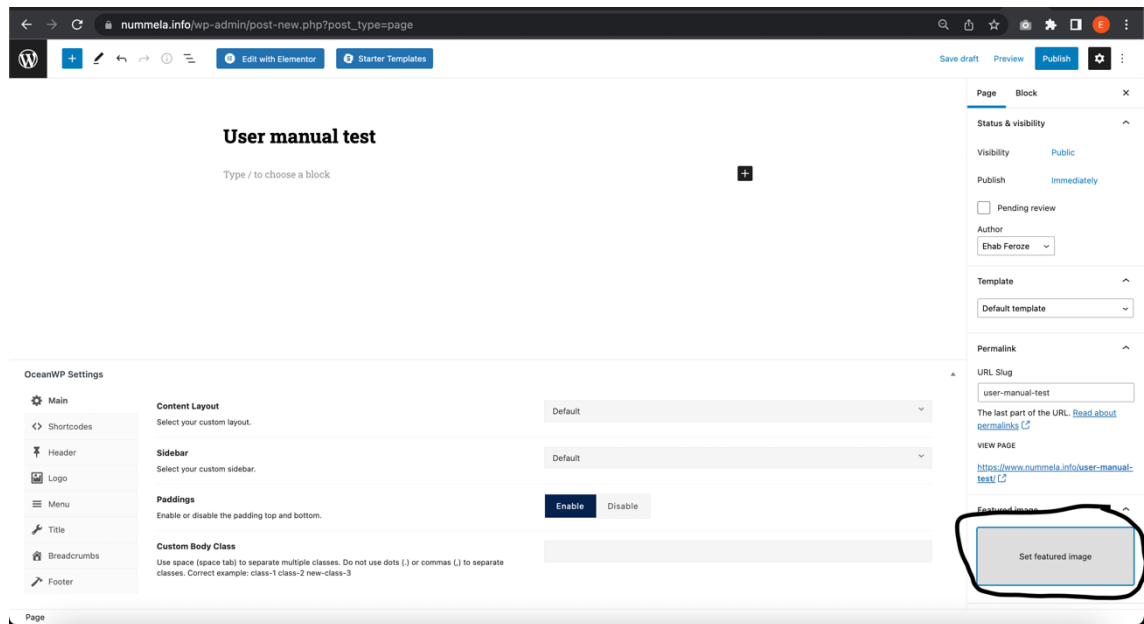 nummela.info/wp-admin/post-new.php?post_type=page
E
Edit with Elementor
Starter Templates
Save draft
Preview
Publish
User manual test
Type / to choose a block
Page
Block
Status & visibility
Visibility
Public
Publish
Immediately
Pending review
Author
Ehab Feroze
Template
Default template
Permalink
URL Slug
user-manual-test
The last part of the URL. Read about
permalinks
VIEW PAGE
https://www.nummela.info/user-manual-
test/
Featured image
Set featured image
OceanWP Settings
Main
Shortcodes
Header
Logo
Menu
Title
Breadcrumbs
Footer
Content Layout
Select your custom layout.
Default
Sidebar
Select your custom sidebar.
Default
Paddings
Enable or disable the padding top and bottom.
Enable
Disable
Custom Body Class
Use space (space tab) to separate multiple classes. Do not use dots (.) or commas (,) to separate
classes. Correct example: class-1 class-2 new-class-3
Page